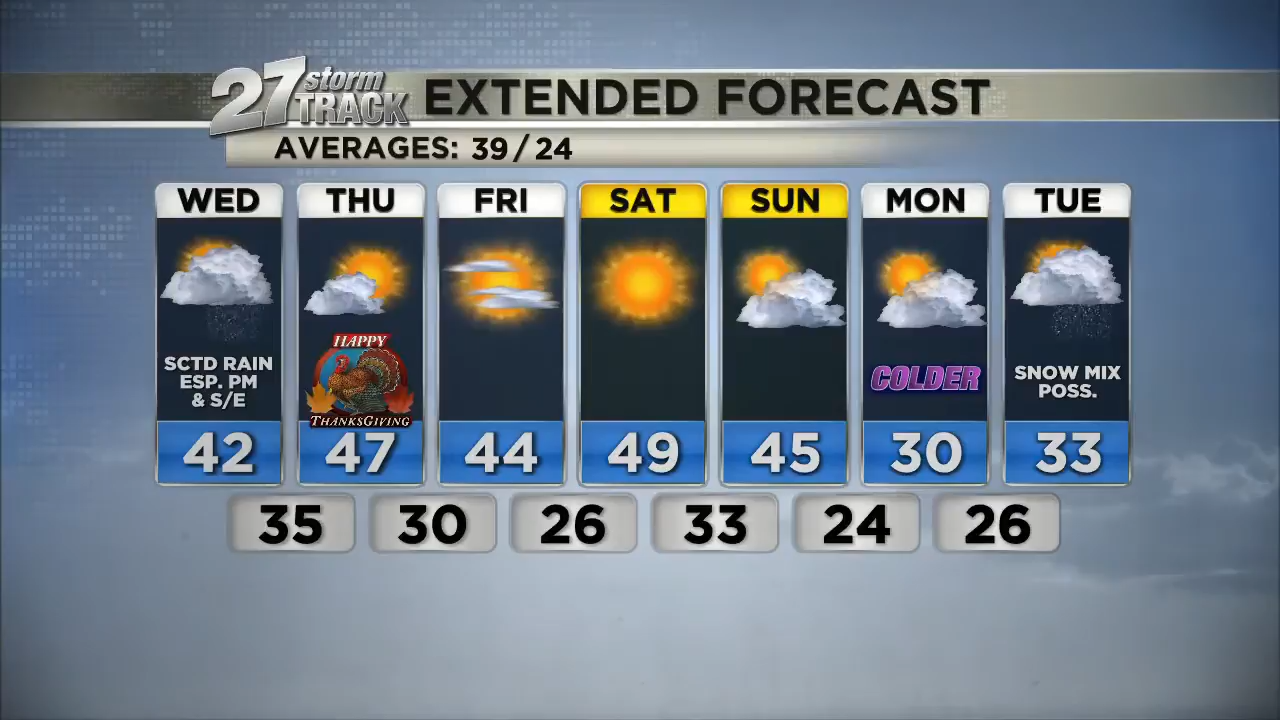 27 storm TRACK EXTENDED FORECAST
AVERAGES: 39 / 24
WED THU FRI SAT SUN MON TUE
HAPPY
THANKSGIVING
SCTD RAIN
ESP. PM
& S/E
COLDER
SNOW MIX
POSS.
42 47 44 49 45 30 33
35 30 26 33 24 26